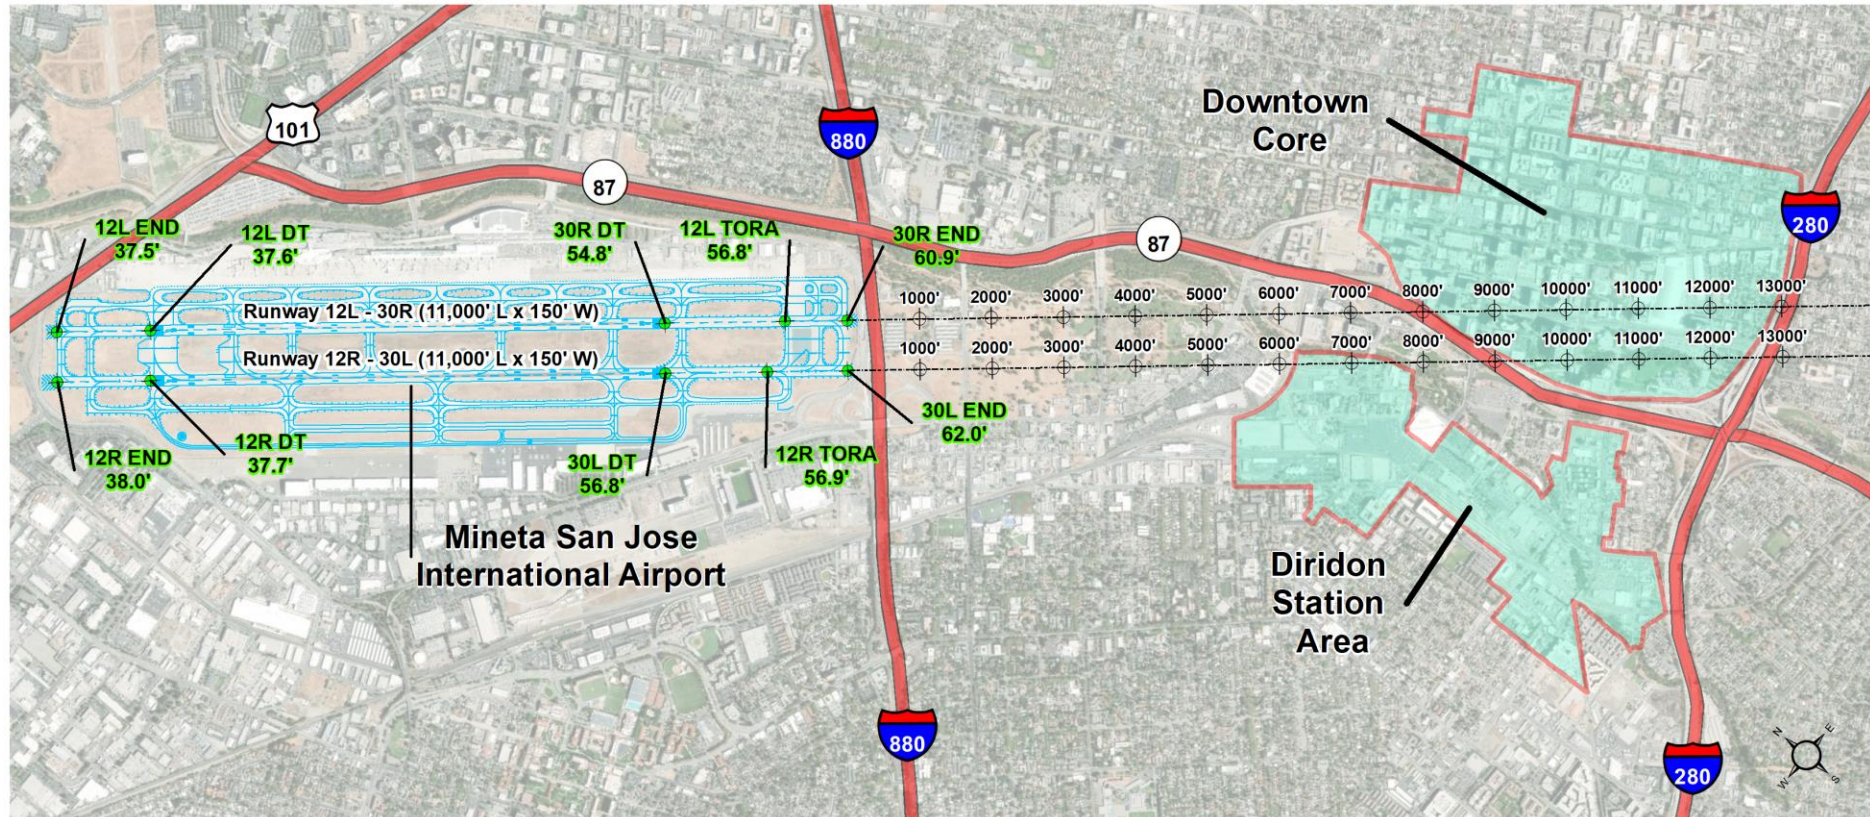 101
880
87
Downtown
Core
280
12L END
37.5'
12L DT
37.6'
30R DT
54.8'
12L TORA
56.8'
30R END
60.9'
87
Runway 12L - 30R (11,000' L x 150' W)
1000' 2000' 3000' 4000' 5000' 6000' 7000' 8000' 9000' 10000' 11000' 12000' 13000'
Runway 12R - 30L (11,000' L x 150' W)
1000' 2000' 3000' 4000' 5000' 6000' 7000' 8000' 9000' 10000' 11000' 12000' 13000'
12R END
38.0'
12R DT
37.7'
30L DT
56.8'
12R TORA
56.9'
30L END
62.0'
Mineta San Jose
International Airport
Diridon
Station
Area
880
280
N
E
W
S